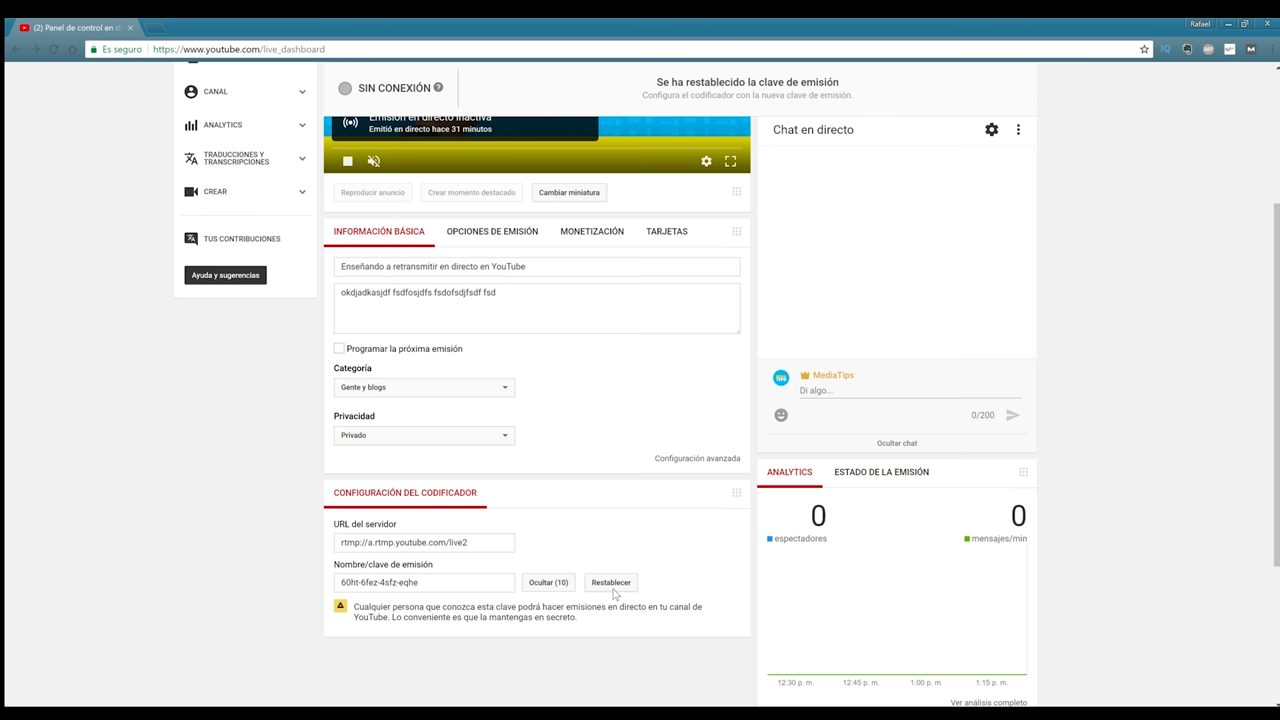 (2) Panel de control en d
Rafael
Es seguro
https://www.youtube.com/live_dashboard
CANAL
ANALYTICS
TRADUCCIONES Y
TRANSCRIPCIONES
CREAR
TUS CONTRIBUCIONES
Ayuda y sugerencias
SIN CONEXIÓN
Se ha restablecido la clave de emisión
Configura el codificador con la nueva clave de emisión.
Emisión en directo inactiva
Emitió en directo hace 31 minutos
Reproducir anuncio
Crear momento destacado
Cambiar miniatura
INFORMACIÓN BÁSICA
OPCIONES DE EMISIÓN
MONETIZACIÓN
TARJETAS
Enseñando a retransmitir en directo en YouTube
okdjadkasjdf fsdfosjdfs fsdofsdjfsdf fsd
Programar la próxima emisión
Categoría
Gente y blogs
Privacidad
Privado
Configuración avanzada
CONFIGURACIÓN DEL CODIFICADOR
URL del servidor
rtmp://a.rtmp.youtube.com/live2
Nombre/clave de emisión
60ht-6fez-4sfz-eqhe
Ocultar (10)
Restablecer
Cualquier persona que conozca esta clave podrá hacer emisiones en directo en tu canal de
YouTube. Lo conveniente es que la mantengas en secreto.
Chat en directo
MediaTips
Di algo...
0/200
Ocultar chat
ANALYTICS
ESTADO DE LA EMISIÓN
0
0
espectadores
mensajes/min
12:30 p. m.
12:45 p. m.
1:00 p. m.
1:15 p. m.
Ver análisis completo